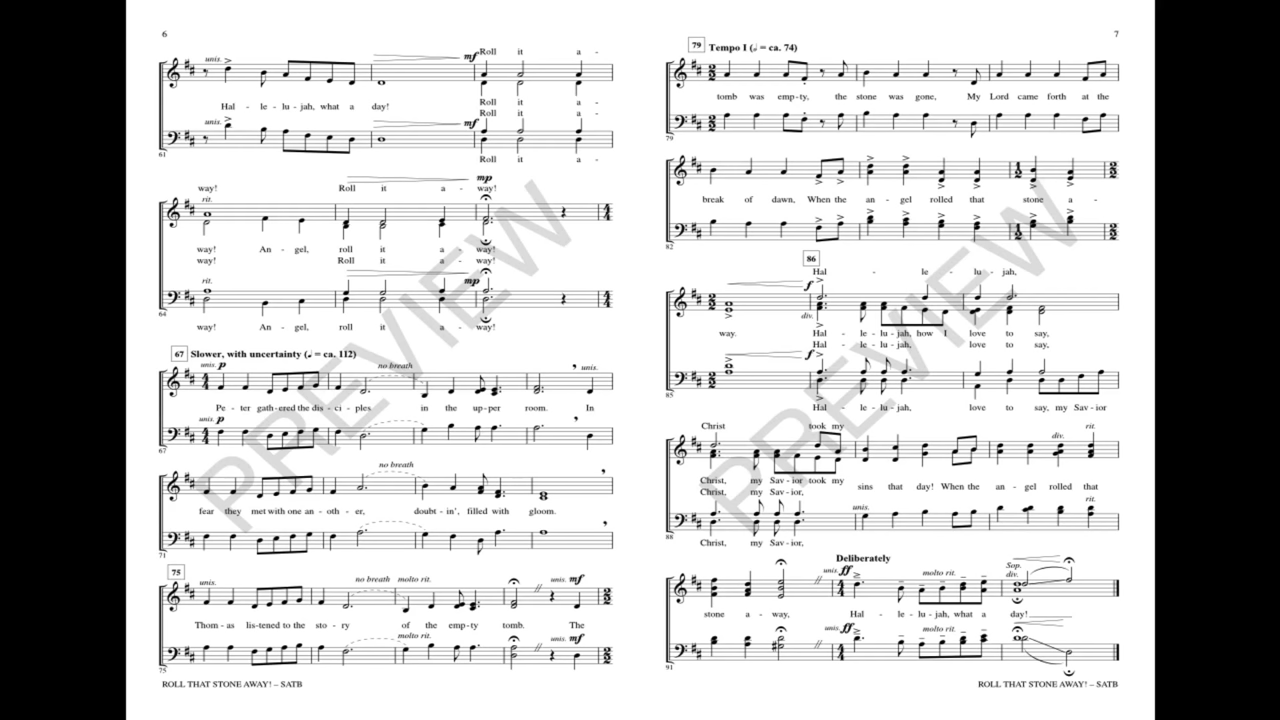 6
unis.
mf
Roll it a -
Hal - le - lu - jah, what a day!
Roll it a -
Roll it a -
unis.
mf
Roll it a -
61
mp
way! Roll it a - way!
rit.
way! An - gel, roll it a - way!
way! Roll it a - way!
rit.
mp
64
way! An - gel, roll it a - way!
67 Slower, with uncertainty (♩ = ca. 112)
unis. p
no breath
unis.
Pe - ter gath - ered the dis - ci - ples in the up - per room. In
unis. p
67
no breath
fear they met with one an - oth - er, doubt - in', filled with gloom.
71
75
unis.
no breath
molto rit.
unis. mf
Thom - as lis - tened to the sto - ry of the emp - ty tomb. The
molto rit.
mf
75
ROLL THAT STONE AWAY! – SATB
7
79 Tempo I (𝅗𝅥 = ca. 74)
tomb was emp - ty, the stone was gone, My Lord came forth at the
79
break of dawn, When the an - gel rolled that stone a -
82
86
Hal - le - lu - jah,
f
div.
way. Hal - le - lu - jah, how I love to say,
Hal - le - lu - jah, love to say,
f
85
Hal - le - lu - jah, love to say, my Sav - ior
Christ took my
div.
rit.
Christ, my Sav - ior took my sins that day! When the an - gel rolled that
Christ, my Sav - ior,
unis.
rit.
88
Christ, my Sav - ior,
Deliberately
unis. ff
molto rit.
Sop. div.
stone a - way, Hal - le - lu - jah, what a day!
unis. ff
molto rit.
91
ROLL THAT STONE AWAY! – SATB
PREVIEW
PREVIEW